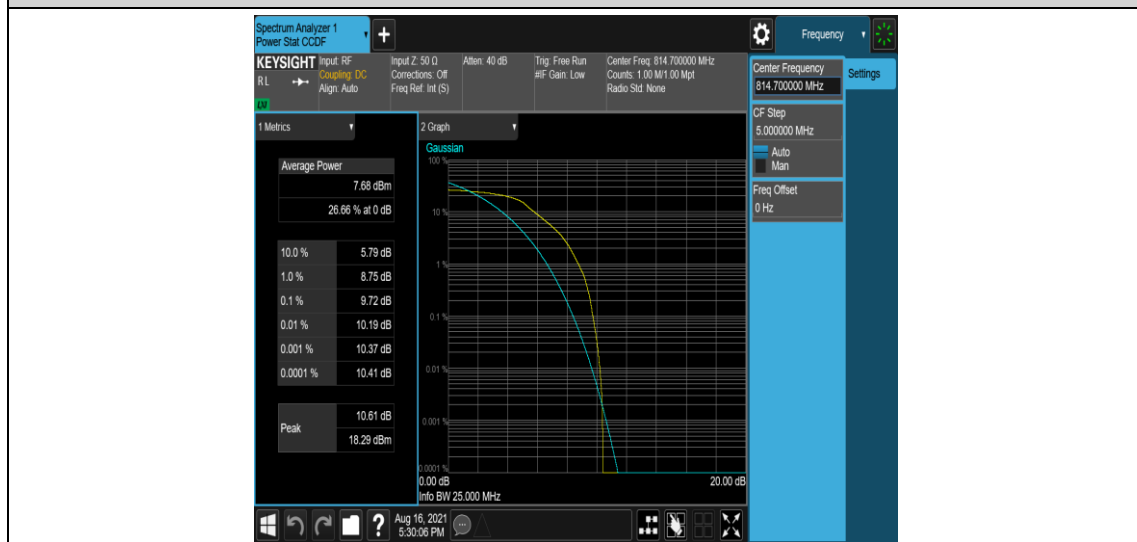 Spectrum Analyzer 1
Power Stat CCDF
+
Frequency
KEYSIGHT
RL
LXI
Input: RF
Coupling: DC
Align: Auto
Input Z: 50 Ω
Corrections: Off
Freq Ref: Int (S)
Atten: 40 dB
Trig: Free Run
#IF Gain: Low
Center Freq: 814.700000 MHz
Counts: 1.00 M/1.00 Mpt
Radio Std: None
Center Frequency
814.700000 MHz
Settings
CF Step
5.000000 MHz
Auto
Man
Freq Offset
0 Hz
1 Metrics
Average Power
7.68 dBm
26.66 % at 0 dB
10.0 % 5.79 dB
1.0 % 8.75 dB
0.1 % 9.72 dB
0.01 % 10.19 dB
0.001 % 10.37 dB
0.0001 % 10.41 dB
Peak
10.61 dB
18.29 dBm
2 Graph
Gaussian
100 %
10 %
1 %
0.1 %
0.01 %
0.001 %
0.0001 %
0.00 dB 20.00 dB
Info BW 25.000 MHz
?
Aug 16, 2021
5:30:06 PM